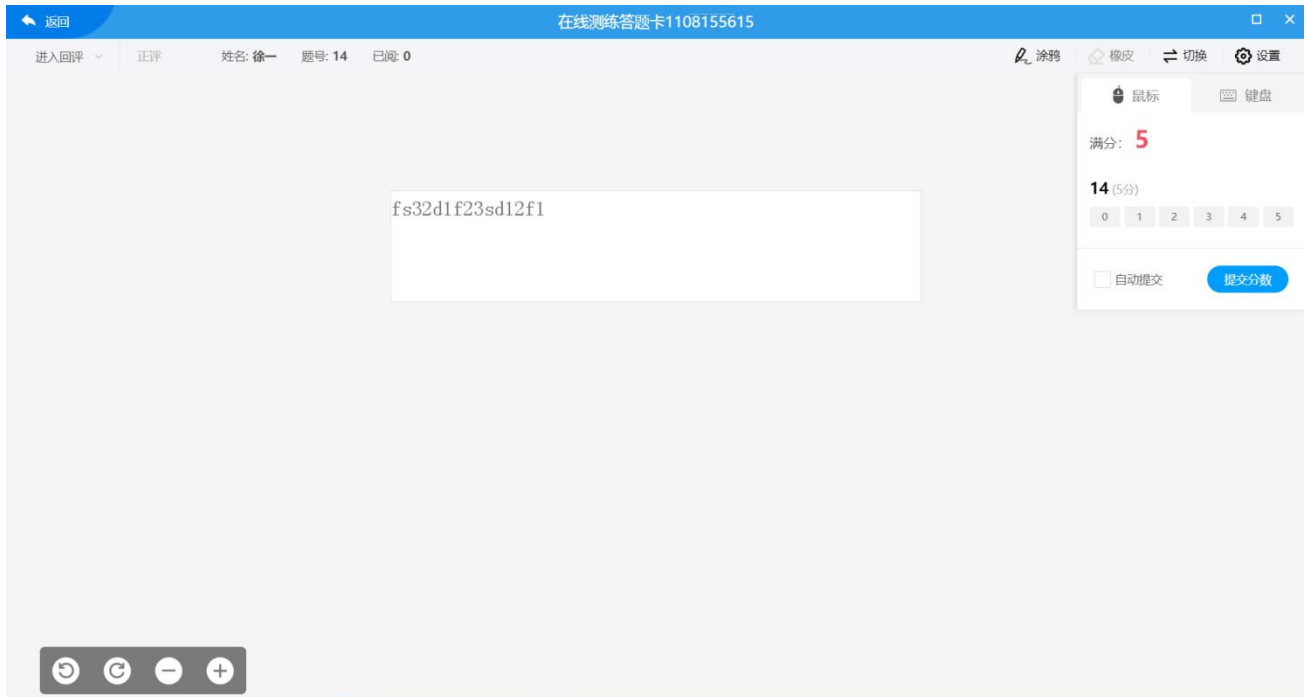 返回 在线测练答题卡1108155615
进入回评 正评 姓名: 徐一 题号: 14 已阅: 0 涂鸦 橡皮 切换 设置
鼠标 键盘
满分: 5
14 (5分)
0 1 2 3 4 5
自动提交 提交分数
fs32d1f23sd12f1